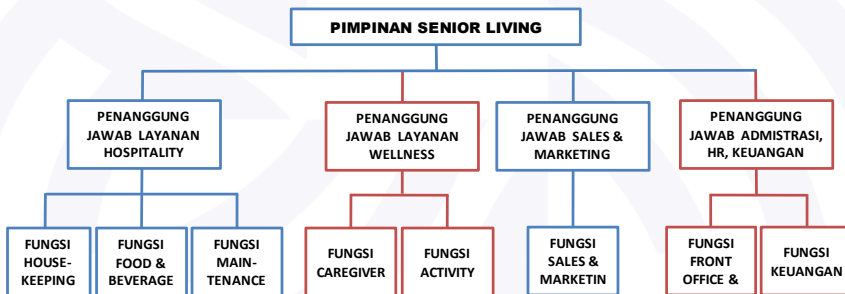 PIMPINAN SENIOR LIVING
PENANGGUNG
JAWAB LAYANAN
HOSPITALITY
PENANGGUNG
JAWAB LAYANAN
WELLNESS
PENANGGUNG
JAWAB SALES &
MARKETING
PENANGGUNG
JAWAB ADMISTRASI,
HR, KEUANGAN
FUNGSI
HOUSE-
KEEPING
FUNGSI
FOOD &
BEVERAGE
FUNGSI
MAIN-
TENANCE
FUNGSI
CAREGIVER
FUNGSI
ACTIVITY
FUNGSI
SALES &
MARKETIN
FUNGSI
FRONT
OFFICE &
FUNGSI
KEUANGAN